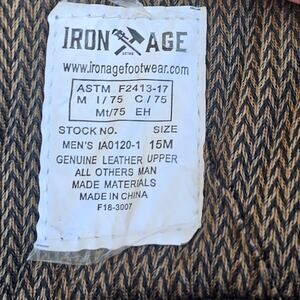 IRON AGE
www.ironagefootwear.com
ASTM F2413-17
M I/75 C/75
Mt/75 EH
STOCK NO. SIZE
MEN'S IA0120-1 15M
GENUINE LEATHER UPPER
ALL OTHERS MAN
MADE MATERIALS
MADE IN CHINA
F18-3007